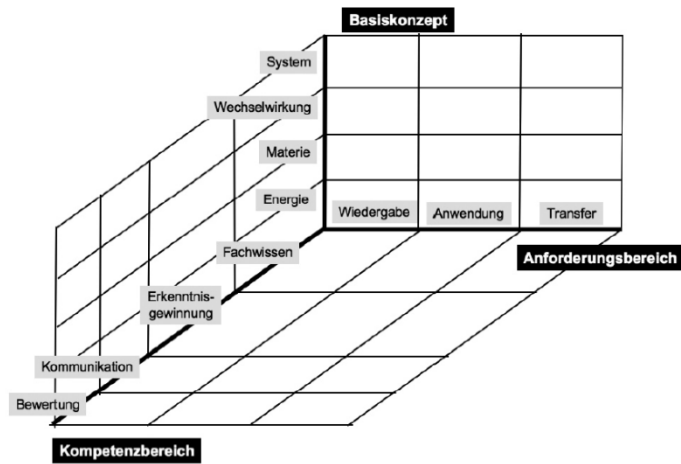 Basiskonzept
System
Wechselwirkung
Materie
Energie
Wiedergabe
Anwendung
Transfer
Fachwissen
Anforderungsbereich
Erkenntnis-
gewinnung
Kommunikation
Bewertung
Kompetenzbereich